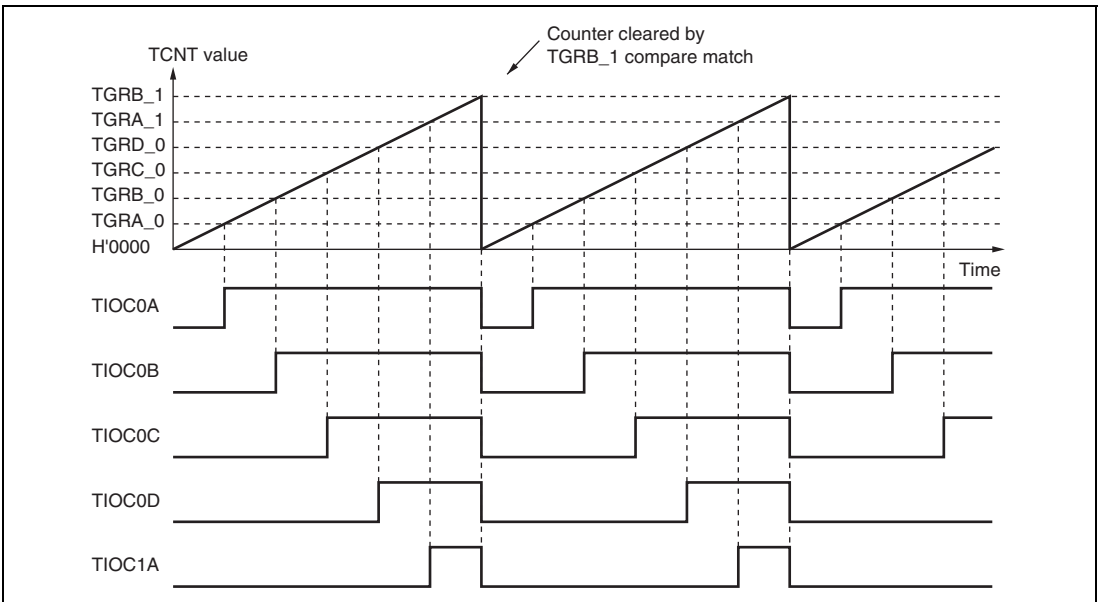 Counter cleared by
TGRB_1 compare match
TCNT value
TGRB_1
TGRA_1
TGRD_0
TGRC_0
TGRB_0
TGRA_0
H'0000
Time
TIOC0A
TIOC0B
TIOC0C
TIOC0D
TIOC1A